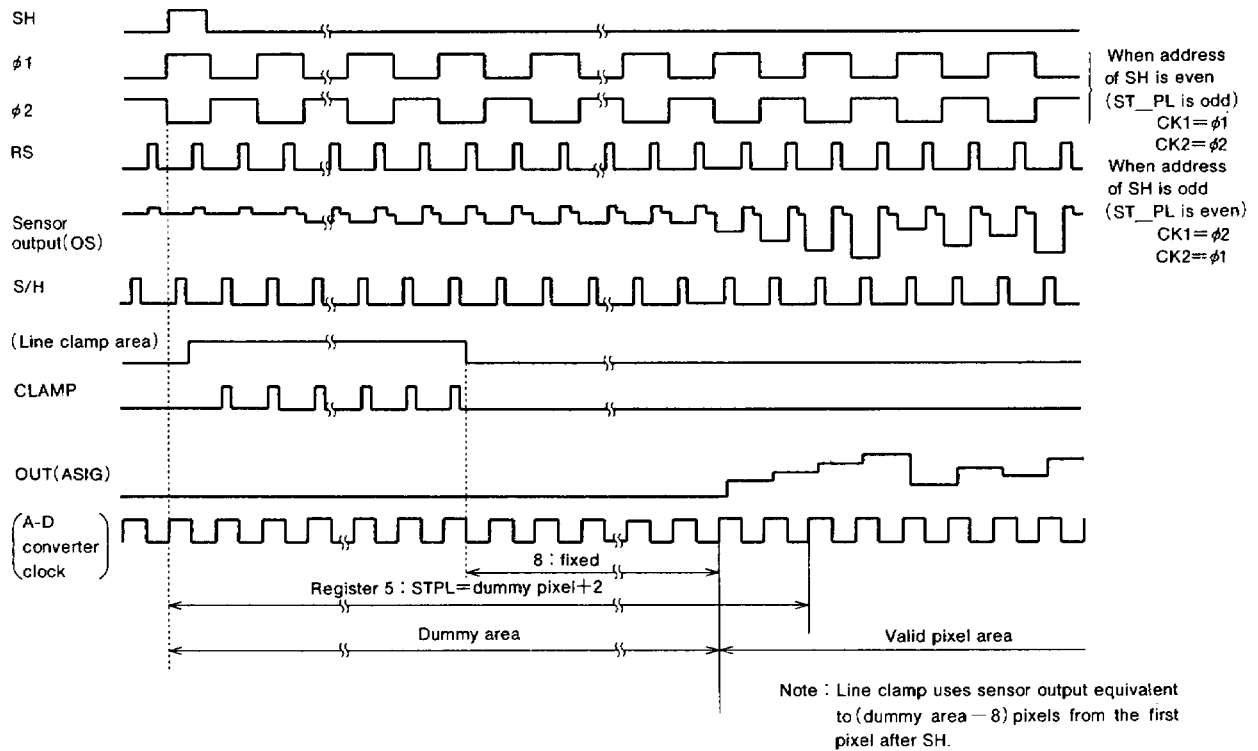 SH
φ1
φ2
RS
Sensor
output(OS)
S/H
(Line clamp area)
CLAMP
OUT(ASIG)
A-D
converter
clock
When address
of SH is even
(ST_PL is odd)
CK1=φ1
CK2=φ2
When address
of SH is odd
(ST_PL is even)
CK1=φ2
CK2=φ1
8 : fixed
Register 5 : STPL=dummy pixel+2
Dummy area
Valid pixel area
Note : Line clamp uses sensor output equivalent
to (dummy area − 8) pixels from the first
pixel after SH.